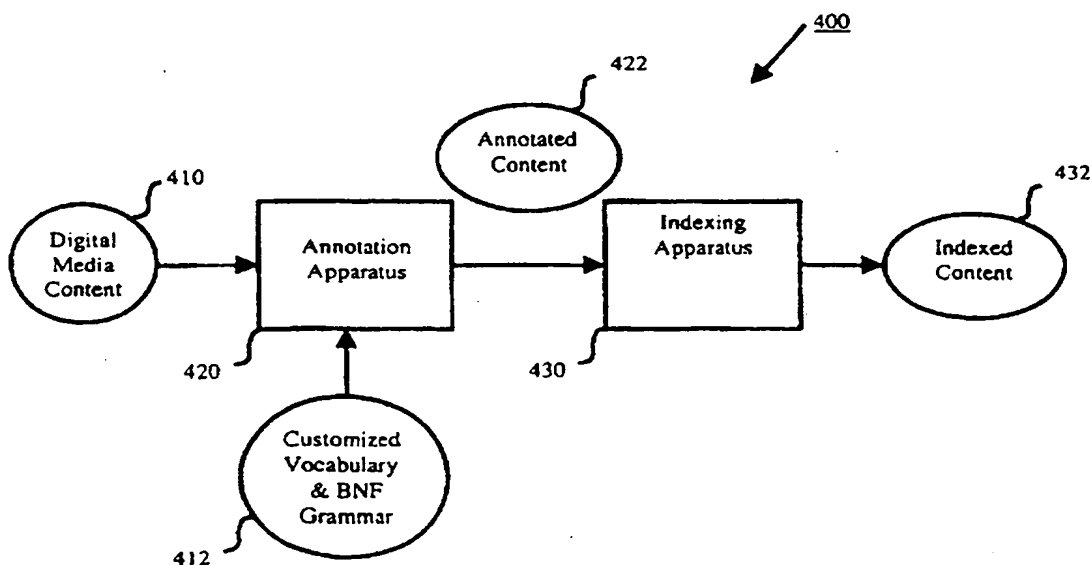 400
422
Annotated
Content
410
432
Digital
Media
Content
Annotation
Apparatus
Indexing
Apparatus
Indexed
Content
420
430
Customized
Vocabulary
& BNF
Grammar
412